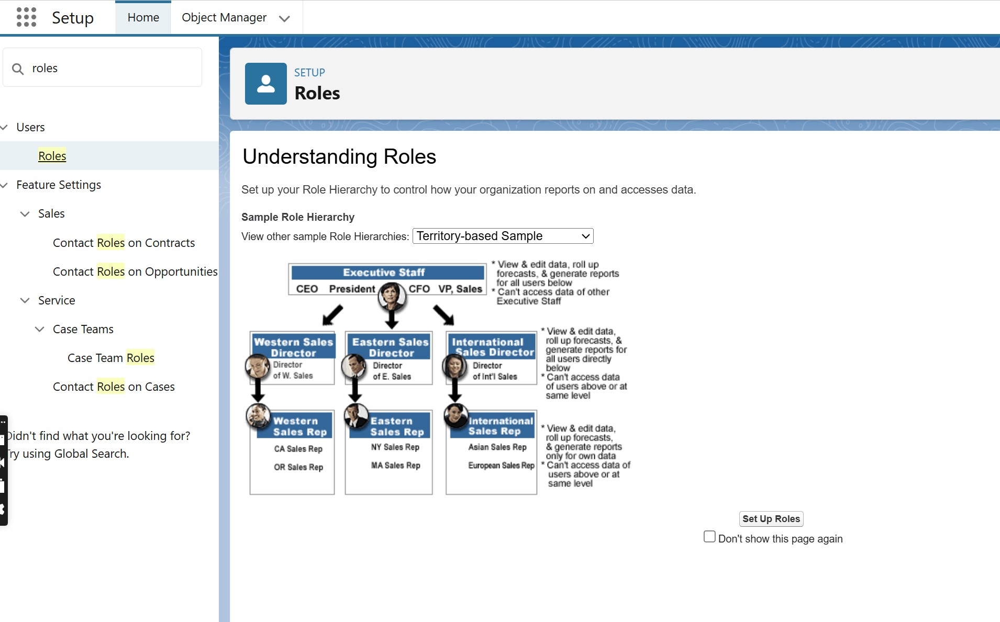 Setup
Home
Object Manager
roles
Users
Roles
Feature Settings
Sales
Contact Roles on Contracts
Contact Roles on Opportunities
Service
Case Teams
Case Team Roles
Contact Roles on Cases
Didn't find what you're looking for?
Try using Global Search.
SETUP
Roles
Understanding Roles
Set up your Role Hierarchy to control how your organization reports on and accesses data.
Sample Role Hierarchy
View other sample Role Hierarchies: Territory-based Sample
Executive Staff
CEO President CFO VP, Sales
* View & edit data, roll up
forecasts, & generate reports
for all users below
* Can't access data of other
Executive Staff
Western Sales
Director
Director
of W. Sales
Eastern Sales
Director
Director
of E. Sales
International
Sales Director
Director
of Int'l Sales
* View & edit data,
roll up forecasts, &
generate reports for
all users directly
below
* Can't access data
of users above or at
same level
Western
Sales Rep
CA Sales Rep
OR Sales Rep
Eastern
Sales Rep
NY Sales Rep
MA Sales Rep
International
Sales Rep
Asian Sales Rep
European Sales Rep
* View & edit data,
roll up forecasts,
& generate reports
only for own data
* Can't access data of
users above or at
same level
Set Up Roles
Don't show this page again